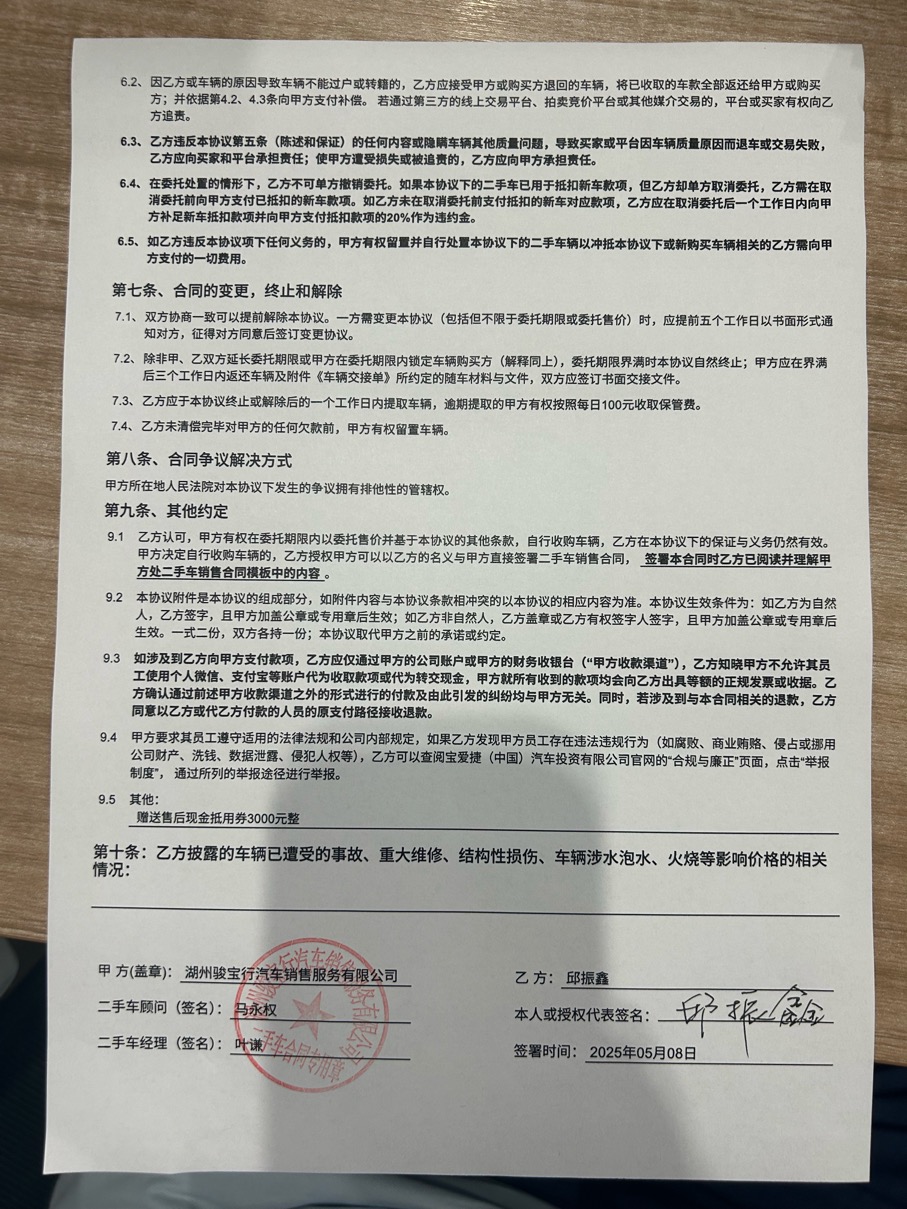 6.2、因乙方或车辆的原因导致车辆不能过户或转籍的，乙方应接受甲方或购买方退回的车辆，将已收取的车款全部返还给甲方或购买
方；并依据第4.2、4.3条向甲方支付补偿。 若通过第三方的线上交易平台、拍卖竞价平台或其他媒介交易的，平台或买家有权向乙
方追责。
6.3、乙方违反本协议第五条（陈述和保证）的任何内容或隐瞒车辆其他质量问题，导致买家或平台因车辆质量原因而退车或交易失败，
乙方应向买家和平台承担责任；使甲方遭受损失或被追责的，乙方应向甲方承担责任。
6.4、在委托处置的情形下，乙方不可单方撤销委托。如果本协议下的二手车已用于抵扣新车款项，但乙方却单方取消委托，乙方需在取
消委托前向甲方支付已抵扣的新车款项。如乙方未在取消委托前支付抵扣的新车对应款项，乙方应在取消委托后一个工作日内向甲
方补足新车抵扣款项并向甲方支付抵扣款项的20%作为违约金。
6.5、如乙方违反本协议项下任何义务的，甲方有权留置并自行处置本协议下的二手车辆以冲抵本协议下或新购买车辆相关的乙方需向甲
方支付的一切费用。
第七条、合同的变更，终止和解除
7.1、双方协商一致可以提前解除本协议。一方需变更本协议（包括但不限于委托期限或委托售价）时，应提前五个工作日以书面形式通
知对方，征得对方同意后签订变更协议。
7.2、除非甲、乙双方延长委托期限或甲方在委托期限内锁定车辆购买方（解释同上），委托期限界满时本协议自然终止；甲方应在界满
后三个工作日内返还车辆及附件《车辆交接单》所约定的随车材料与文件，双方应签订书面交接文件。
7.3、乙方应于本协议终止或解除后的一个工作日内提取车辆，逾期提取的甲方有权按照每日100元收取保管费。
7.4、乙方未清偿完毕对甲方的任何欠款前，甲方有权留置车辆。
第八条、合同争议解决方式
甲方所在地人民法院对本协议下发生的争议拥有排他性的管辖权。
第九条、其他约定
9.1 乙方认可，甲方有权在委托期限内以委托售价并基于本协议的其他条款，自行收购车辆，乙方在本协议下的保证与义务仍然有效。
甲方决定自行收购车辆的，乙方授权甲方可以以乙方的名义与甲方直接签署二手车销售合同， 签署本合同时乙方已阅读并理解甲
方处二手车销售合同模板中的内容 。
9.2 本协议附件是本协议的组成部分，如附件内容与本协议条款相冲突的以本协议的相应内容为准。本协议生效条件为：如乙方为自然
人，乙方签字，且甲方加盖公章或专用章后生效；如乙方非自然人，乙方盖章或乙方有权签字人签字，且甲方加盖公章或专用章后
生效。一式二份，双方各持一份；本协议取代甲方之前的承诺或约定。
9.3 如涉及到乙方向甲方支付款项，乙方应仅通过甲方的公司账户或甲方的财务收银台（“甲方收款渠道”），乙方知晓甲方不允许其员
工使用个人微信、支付宝等账户代为收取款项或代为转交现金，甲方就所有收到的款项均会向乙方出具等额的正规发票或收据。乙
方确认通过前述甲方收款渠道之外的形式进行的付款及由此引发的纠纷均与甲方无关。同时，若涉及到与本合同相关的退款，乙方
同意以乙方或代乙方付款的人员的原支付路径接收退款。
9.4 甲方要求其员工遵守适用的法律法规和公司内部规定，如果乙方发现甲方员工存在违法违规行为（如腐败、商业贿赂、侵占或挪用
公司财产、洗钱、数据泄露、侵犯人权等），乙方可以查阅宝爱捷（中国）汽车投资有限公司官网的“合规与廉正”页面，点击“举报
制度”， 通过所列的举报途径进行举报。
9.5 其他：
赠送售后现金抵用券3000元整
第十条：乙方披露的车辆已遭受的事故、重大维修、结构性损伤、车辆涉水泡水、火烧等影响价格的相关
情况：
甲 方(盖章)： 湖州骏宝行汽车销售服务有限公司
乙 方： 邱振鑫
二手车顾问（签名）： 马永权
本人或授权代表签名： 邱振鑫
二手车经理（签名）： 叶谦
签署时间： 2025年05月08日
湖州骏宝行汽车销售服务有限公司
二手车合同专用章